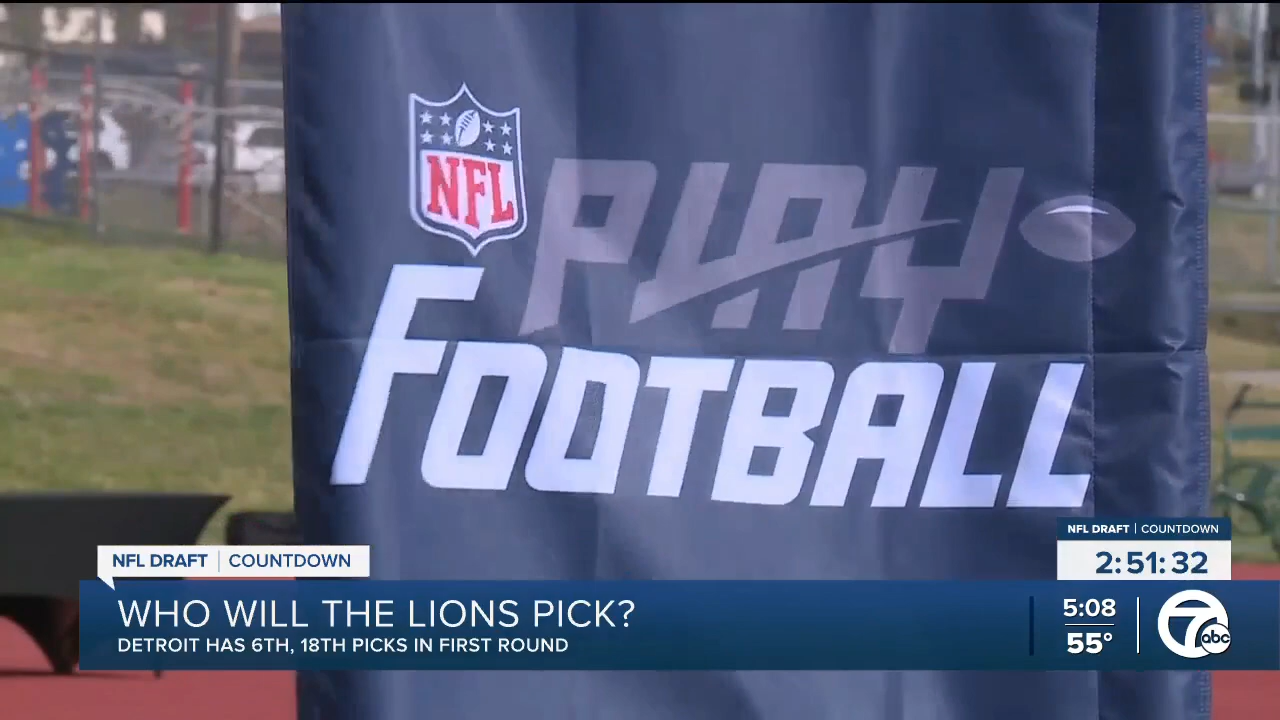 NFL
PLAY
FOOTBALL
NFL DRAFT | COUNTDOWN
2:51:32
NFL DRAFT | COUNTDOWN
WHO WILL THE LIONS PICK?
DETROIT HAS 6TH, 18TH PICKS IN FIRST ROUND
5:08
55°
7 abc